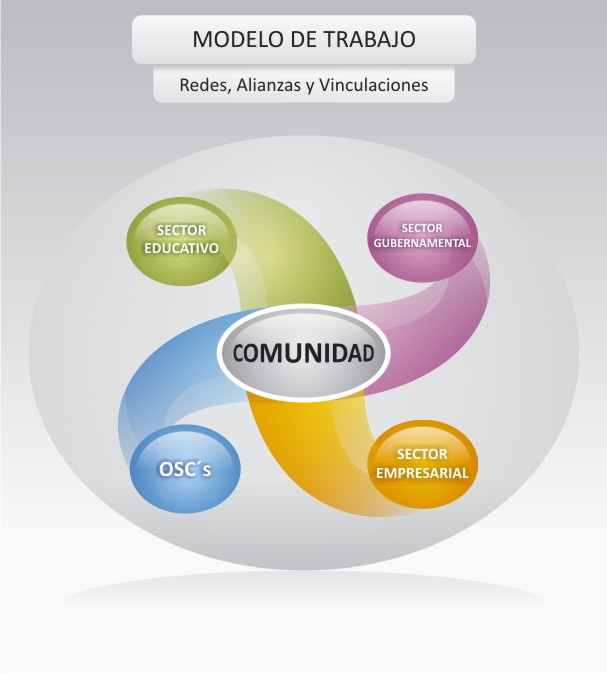 MODELO DE TRABAJO
Redes, Alianzas y Vinculaciones
SECTOR
EDUCATIVO
SECTOR
GUBERNAMENTAL
COMUNIDAD
OSC´s
SECTOR
EMPRESARIAL